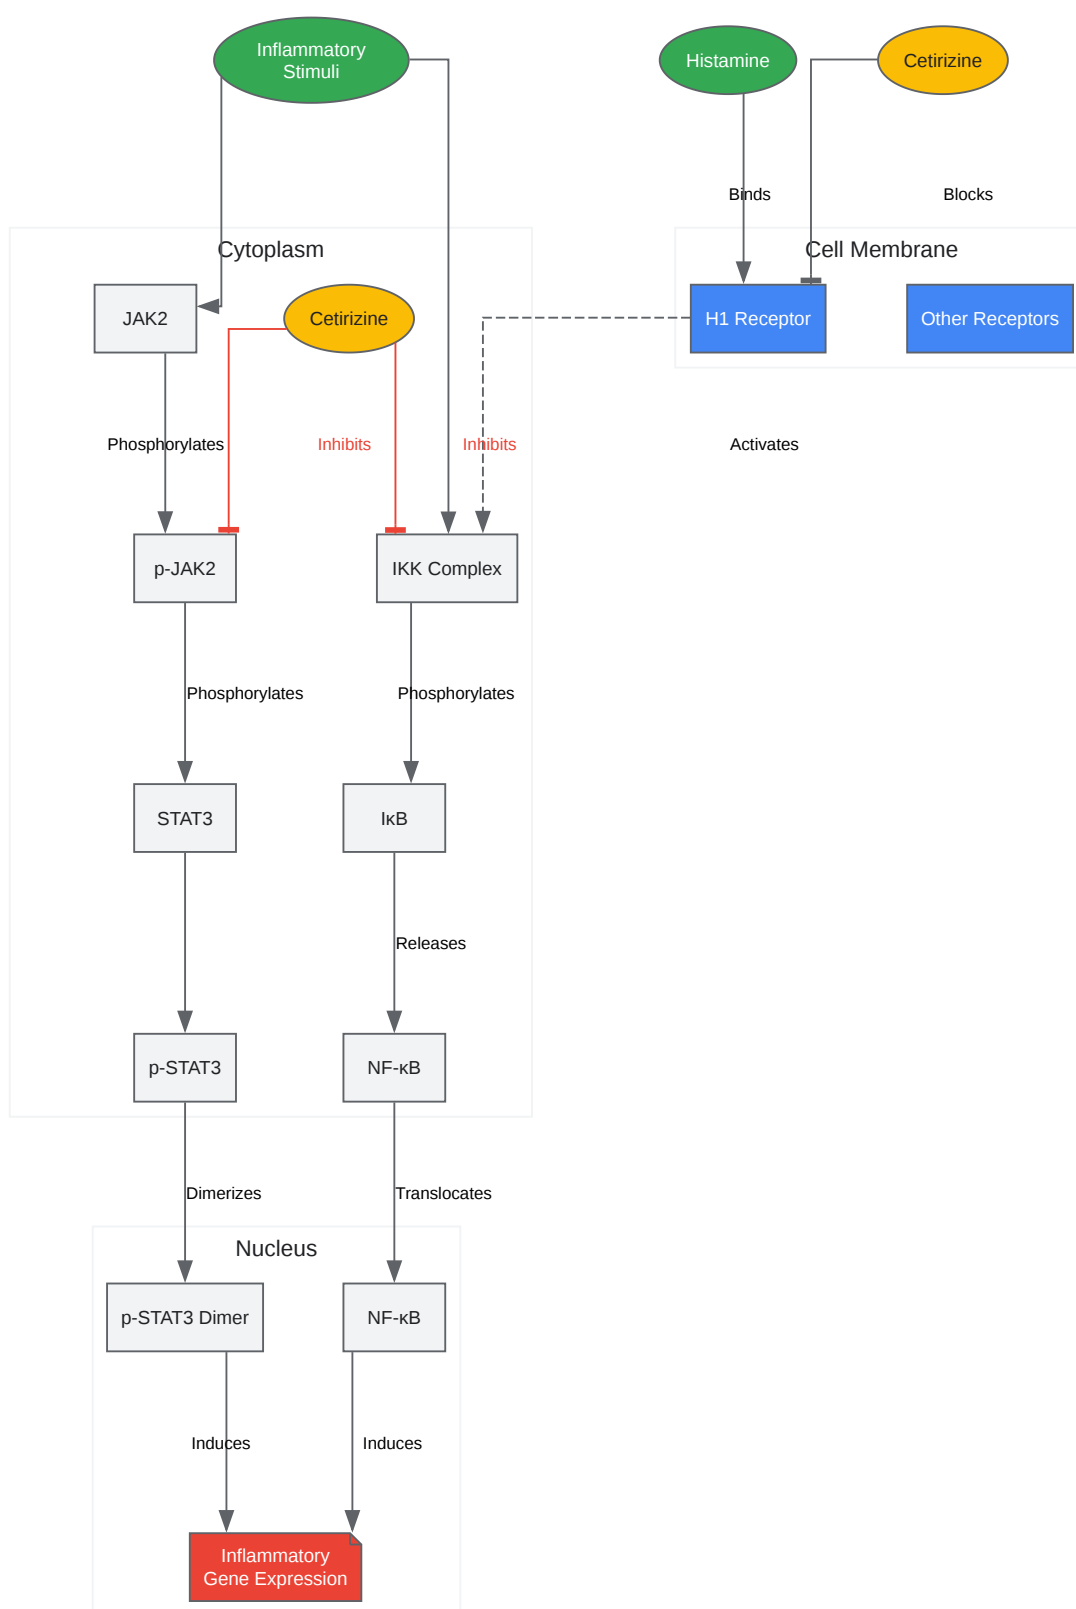 Inflammatory
Stimuli
Histamine
Cetirizine
Binds
Blocks
Cytoplasm
Cell Membrane
JAK2
Cetirizine
H1 Receptor
Other Receptors
Phosphorylates
Inhibits
Inhibits
Activates
p-JAK2
IKK Complex
Phosphorylates
Phosphorylates
STAT3
IκB
Releases
p-STAT3
NF-κB
Dimerizes
Translocates
Nucleus
p-STAT3 Dimer
NF-κB
Induces
Induces
Inflammatory
Gene Expression